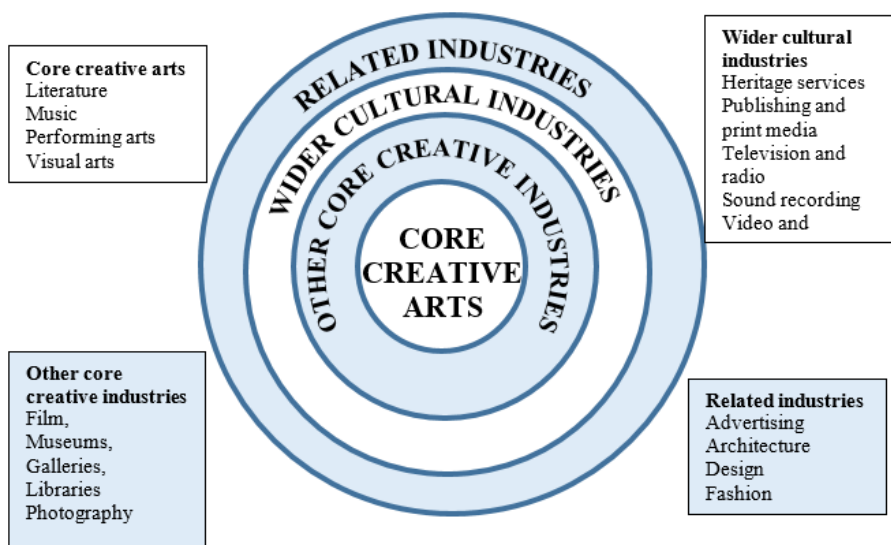 Core creative arts
Literature
Music
Performing arts
Visual arts
Wider cultural
industries
Heritage services
Publishing and
print media
Television and
radio
Sound recording
Video and
RELATED INDUSTRIES
WIDER CULTURAL INDUSTRIES
OTHER CORE CREATIVE INDUSTRIES
CORE
CREATIVE
ARTS
Other core
creative industries
Film,
Museums,
Galleries,
Libraries
Photography
Related industries
Advertising
Architecture
Design
Fashion